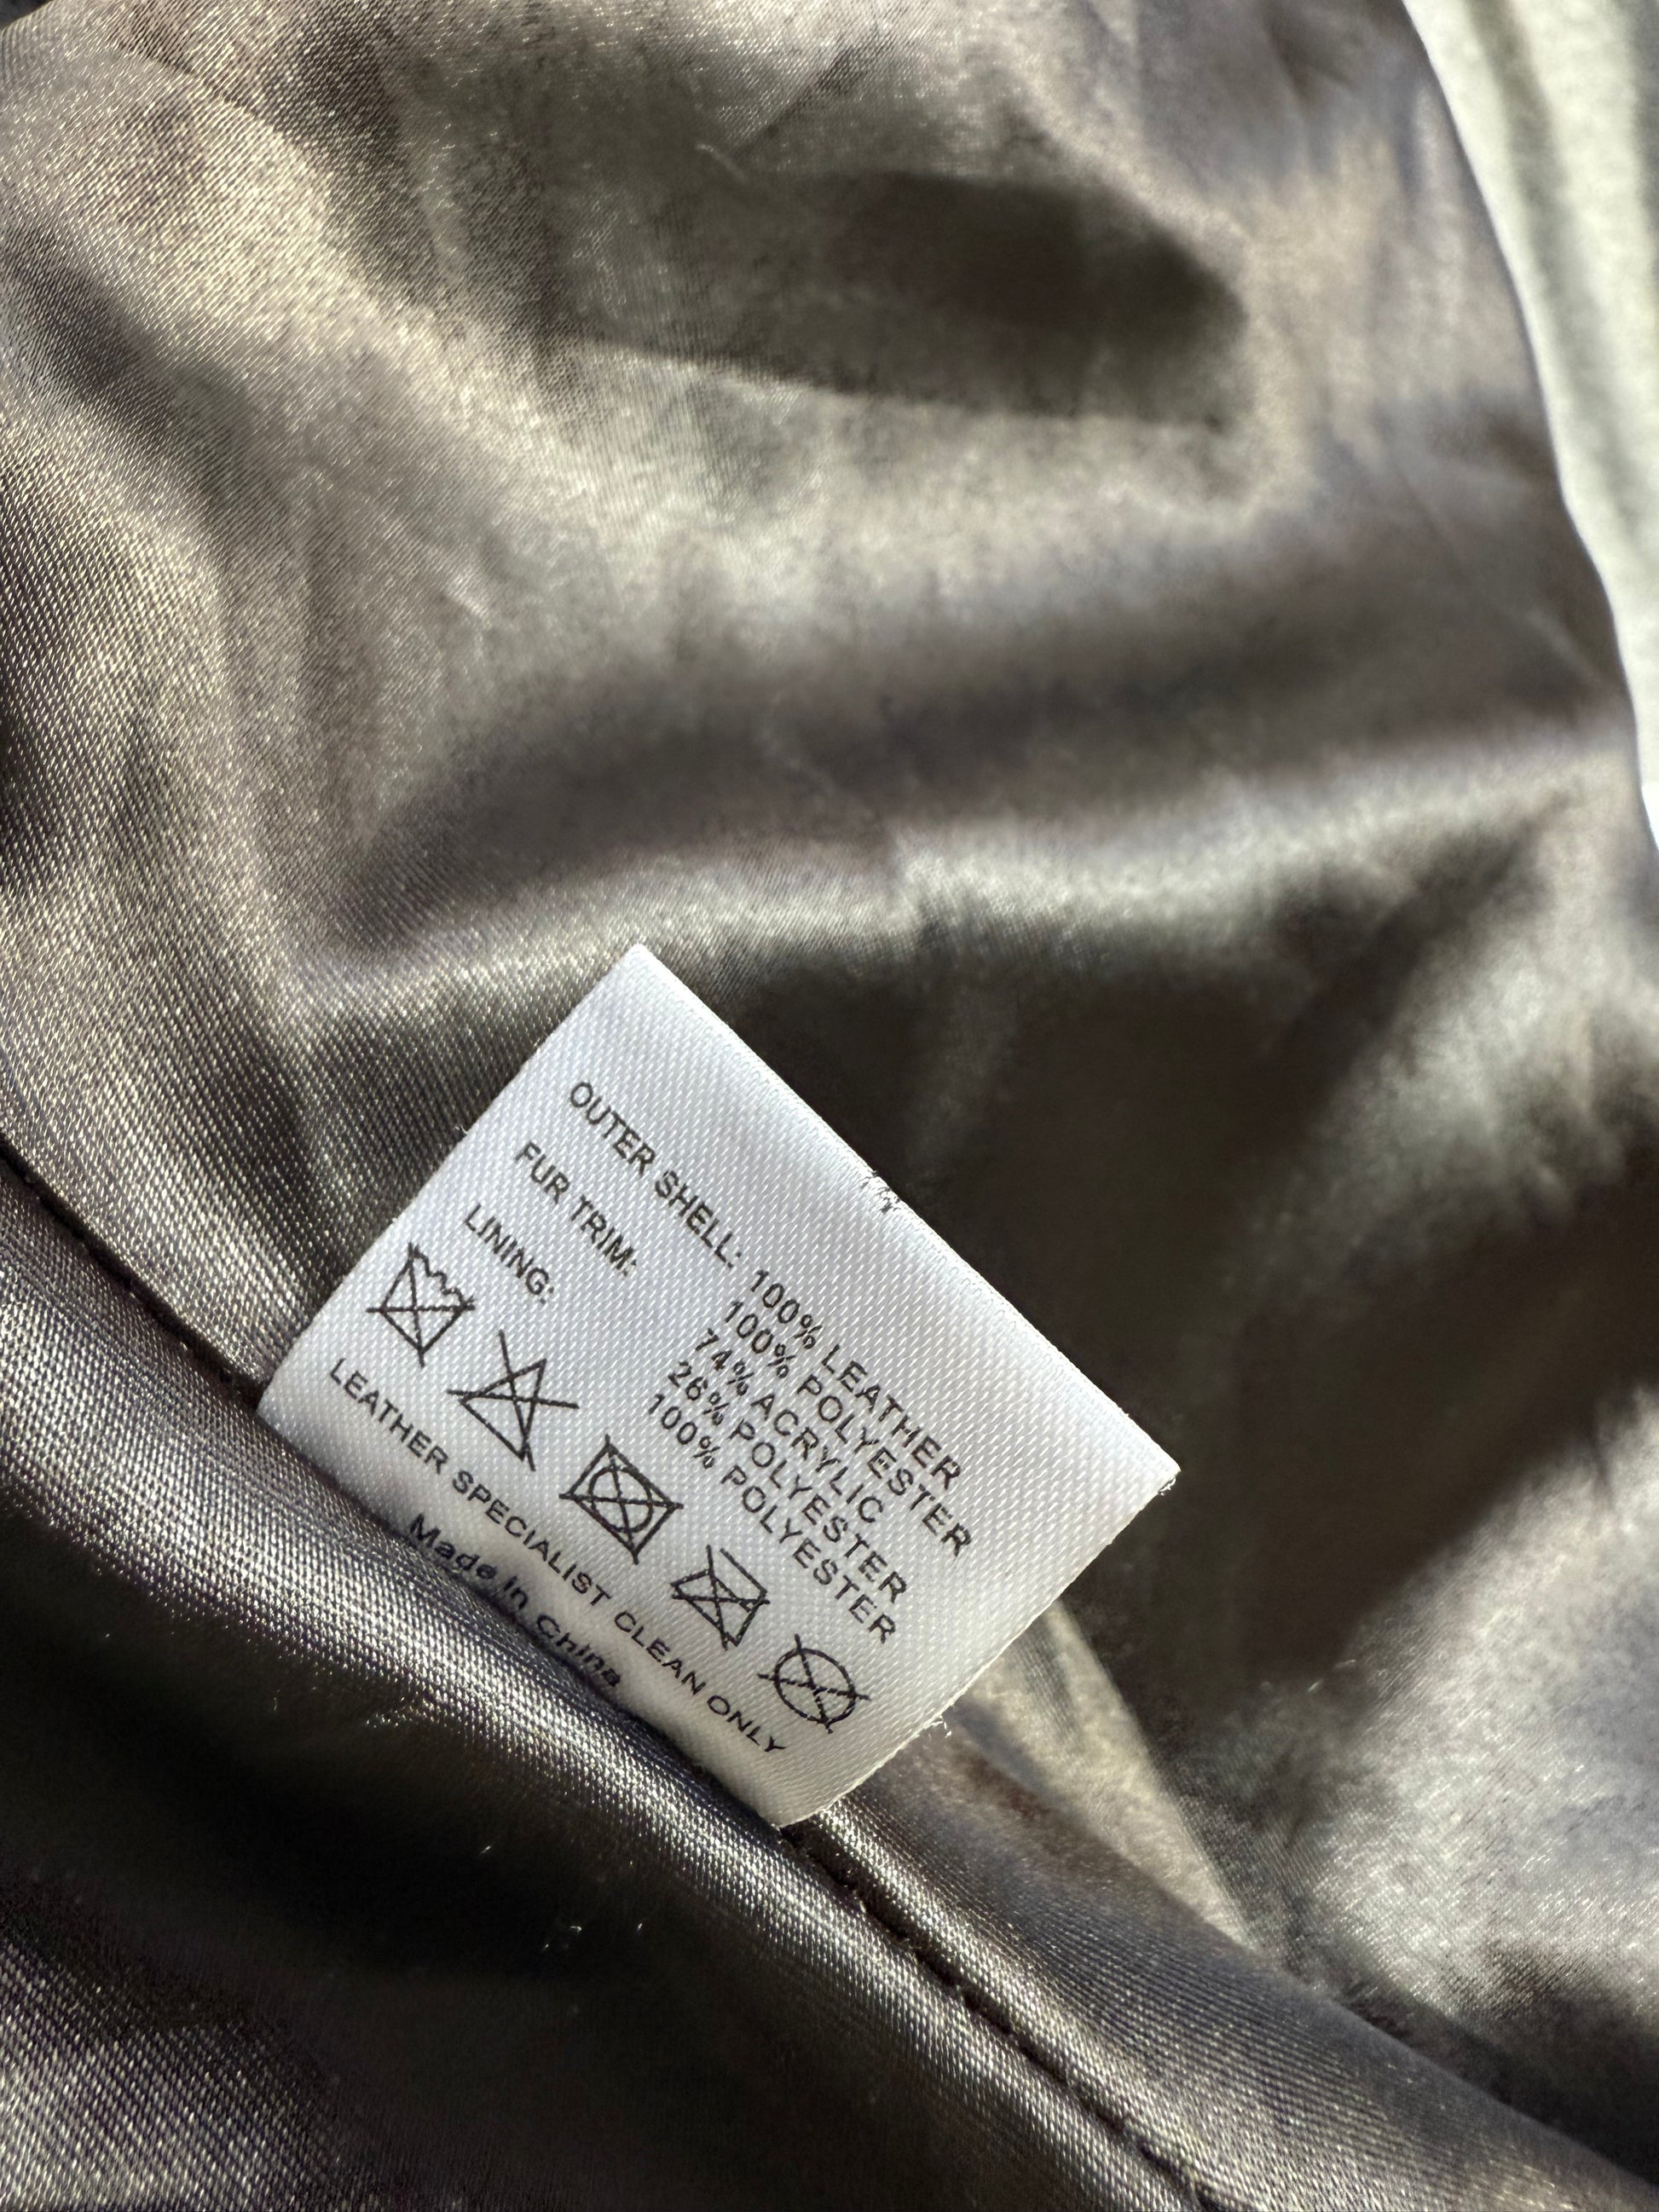 OUTER SHELL: 100% LEATHER
100% POLYESTER
FUR TRIM: 74% ACRYLIC
26% POLYESTER
LINING: 100% POLYESTER
LEATHER SPECIALIST CLEAN ONLY
Made in China